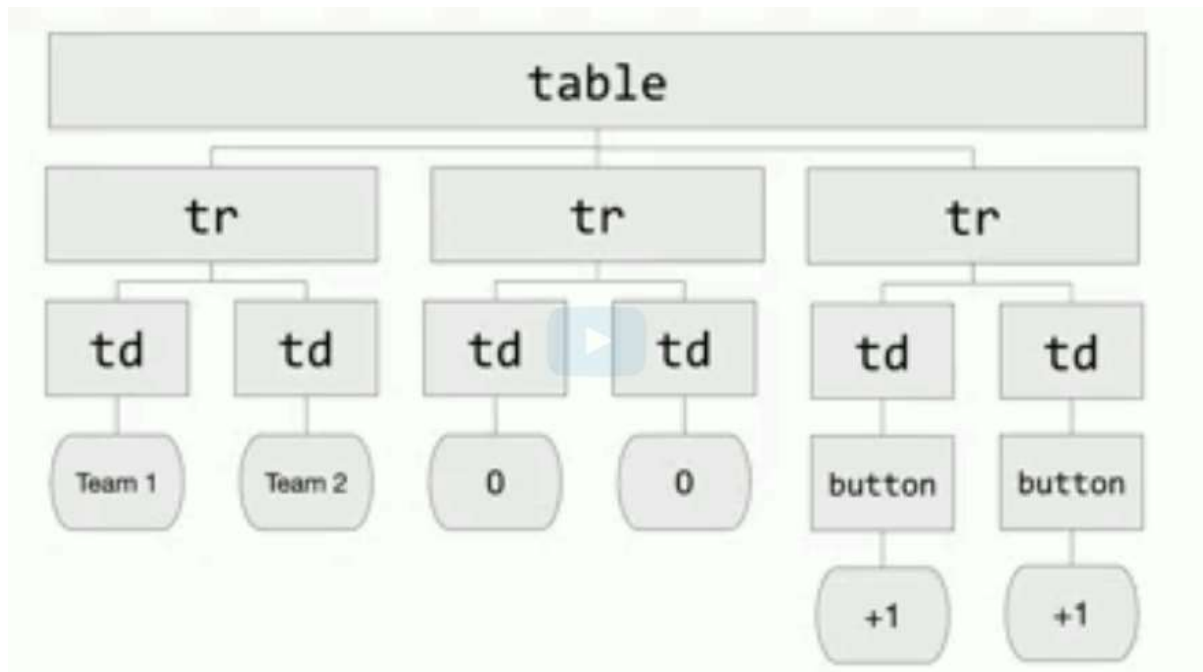 table
tr tr tr
td td td td td td
Team 1 Team 2 0 0 button button
+1 +1